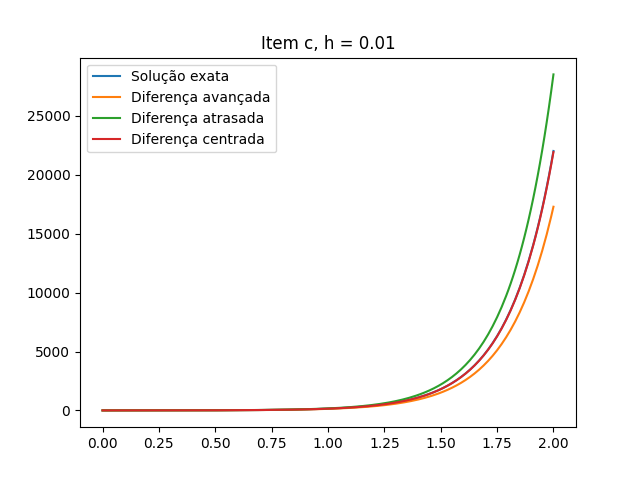 Item c, h = 0.01
Solução exata
Diferença avançada
Diferença atrasada
Diferença centrada
25000
20000
15000
10000
5000
0
0.00 0.25 0.50 0.75 1.00 1.25 1.50 1.75 2.00